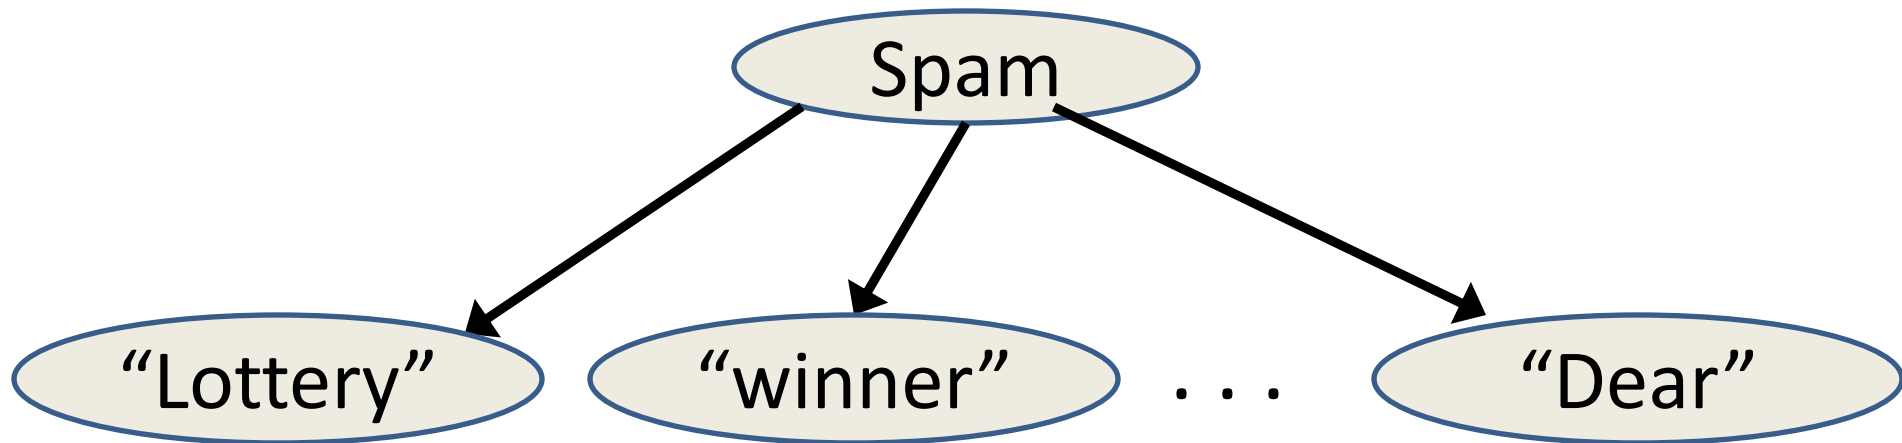 Spam
“Lottery” “winner” . . . “Dear”